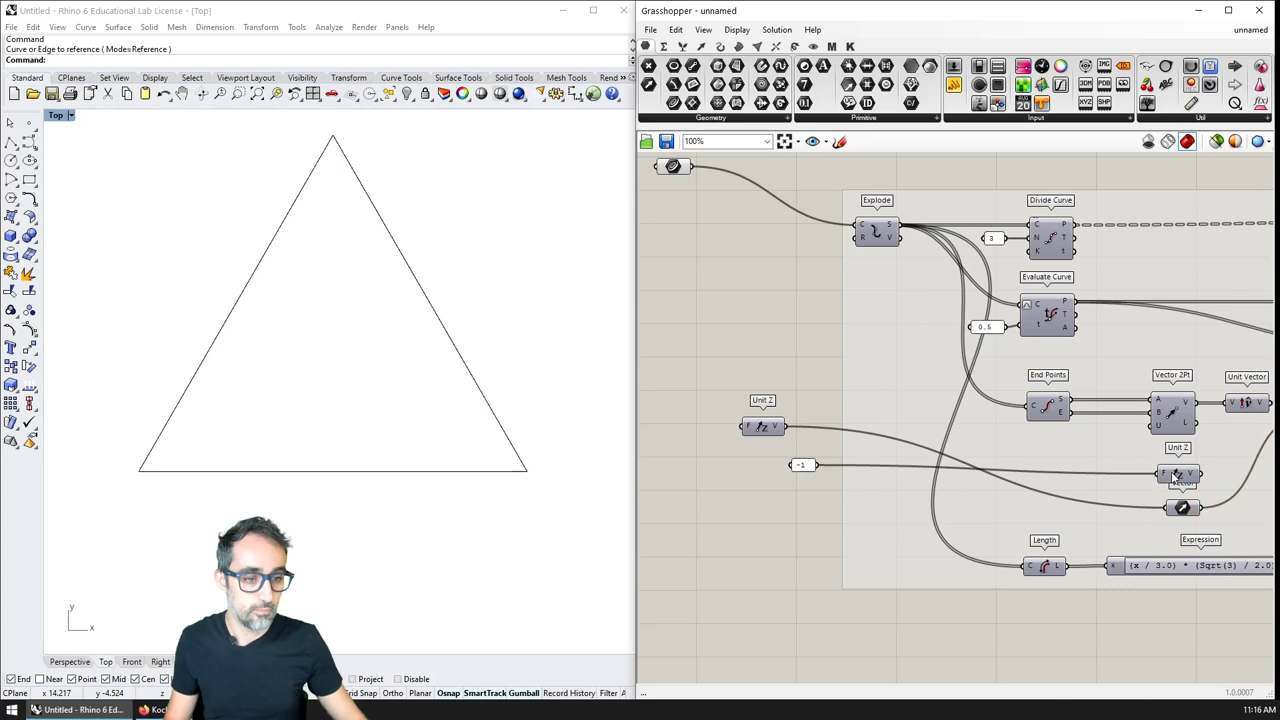 Untitled - Rhino 6 Educational Lab License - [Top]
File Edit View Curve Surface Solid Mesh Dimension Transform Tools Analyze Render Panels Help
Command
Curve or Edge to reference ( Mode=Reference )
Command:
Standard CPlanes Set View Display Select Viewport Layout Visibility Transform Curve Tools Surface Tools Solid Tools Mesh Tools Rend »
Top
y
x
Perspective Top Front Right
End Near Point Mid Cen Project Disable
CPlane x 14.217 y -4.524 z Grid Snap Ortho Planar Osnap SmartTrack Gumball Record History Filter
Grasshopper - unnamed
File Edit View Display Solution Help unnamed
Geometry Primitive Input Util
100%
Explode
C S
R V
Divide Curve
C P
N T
K t
3
Evaluate Curve
C P
t T
A
0.5
End Points
C S
E
Vector 2Pt
A V
B L
U
Unit Vector
V V
Unit Z
F V
Unit Z
F V
-1
Length
C L
Expression
x (x / 3.0) * (Sqrt(3) / 2.0
...
1.0.0007
Untitled - Rhino 6 Ed...
11:16 AM